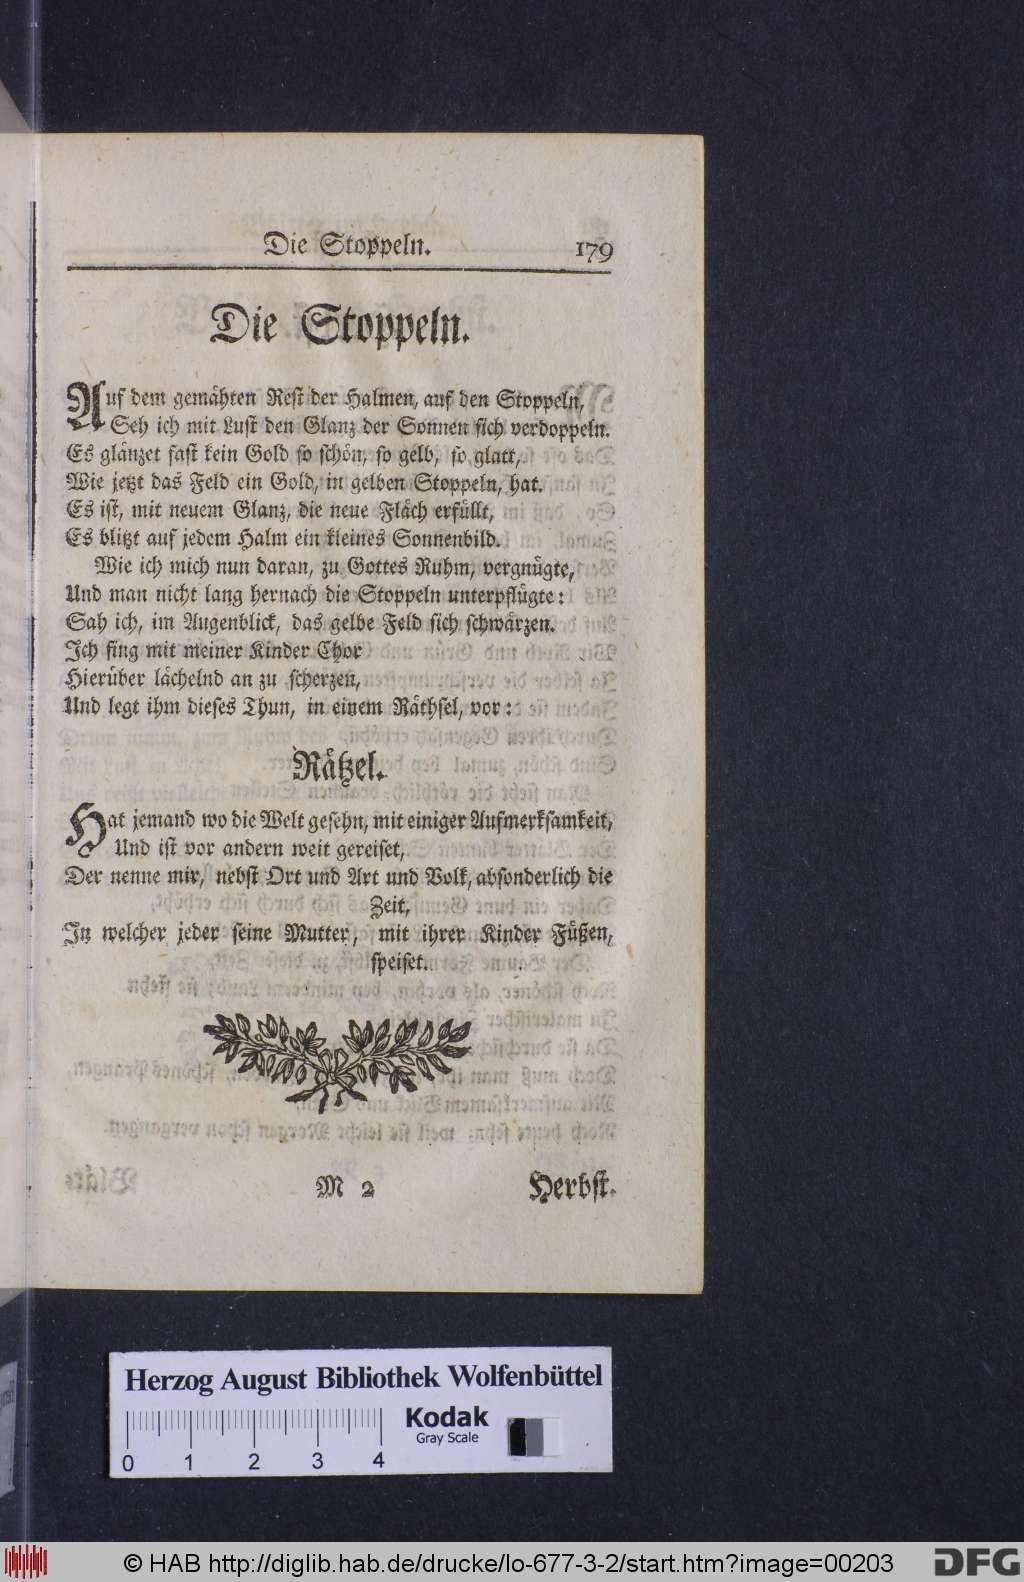 Die Stoppeln. 179
Die Stoppeln.
Auf dem gemähten Rest der Halmen, auf den Stoppeln,
Seh ich mit Lust den Glanz der Sonnen sich verdoppeln.
Es glänzet fast kein Gold so schön, so gelb, so glatt,
Wie jetzt das Feld ein Gold, in gelben Stoppeln, hat.
Es ist, mit neuem Glanz, die neue Fläch erfüllt,
Es blitzt auf jedem Halm ein kleines Sonnenbild.
Wie ich mich nun daran, zu Gottes Ruhm, vergnügte,
Und man nicht lang hernach die Stoppeln unterpflügte:
Sah ich, im Augenblick, das gelbe Feld sich schwärzen.
Ich fing mit meiner Kinder Chor
Hierüber lächelnd an zu scherzen,
Und legt ihm dieses Thun, in einem Räthsel, vor:
Rätzel.
Hat jemand wo die Welt gesehn, mit einiger Aufmerksamkeit,
Und ist vor andern weit gereiset,
Der nenne mir, nebst Ort und Art und Volk, absonderlich die
Zeit,
In welcher jeder seine Mutter, mit ihrer Kinder Füßen,
speiset.
M 2 Herbst.
Herzog August Bibliothek Wolfenbüttel
Kodak
Gray Scale
0 1 2 3 4
© HAB http://diglib.hab.de/drucke/lo-677-3-2/start.htm?image=00203 DFG